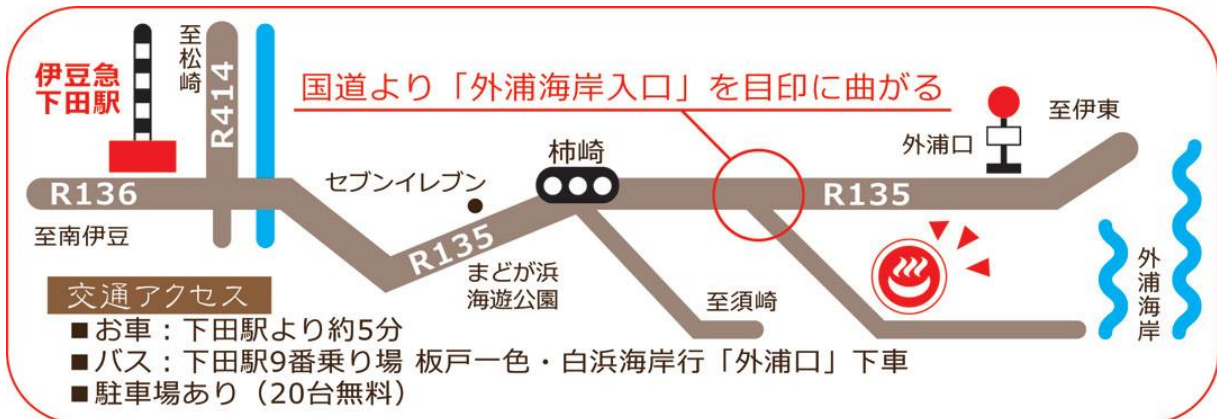 伊豆急
下田駅
至松崎
R414
国道より「外浦海岸入口」を目印に曲がる
至伊東
外浦口
柿崎
セブンイレブン
R136
R135
R135
至南伊豆
まどが浜
海遊公園
至須崎
外浦海岸
交通アクセス
■お車：下田駅より約5分
■バス：下田駅9番乗り場 板戸一色・白浜海岸行「外浦口」下車
■駐車場あり（20台無料）